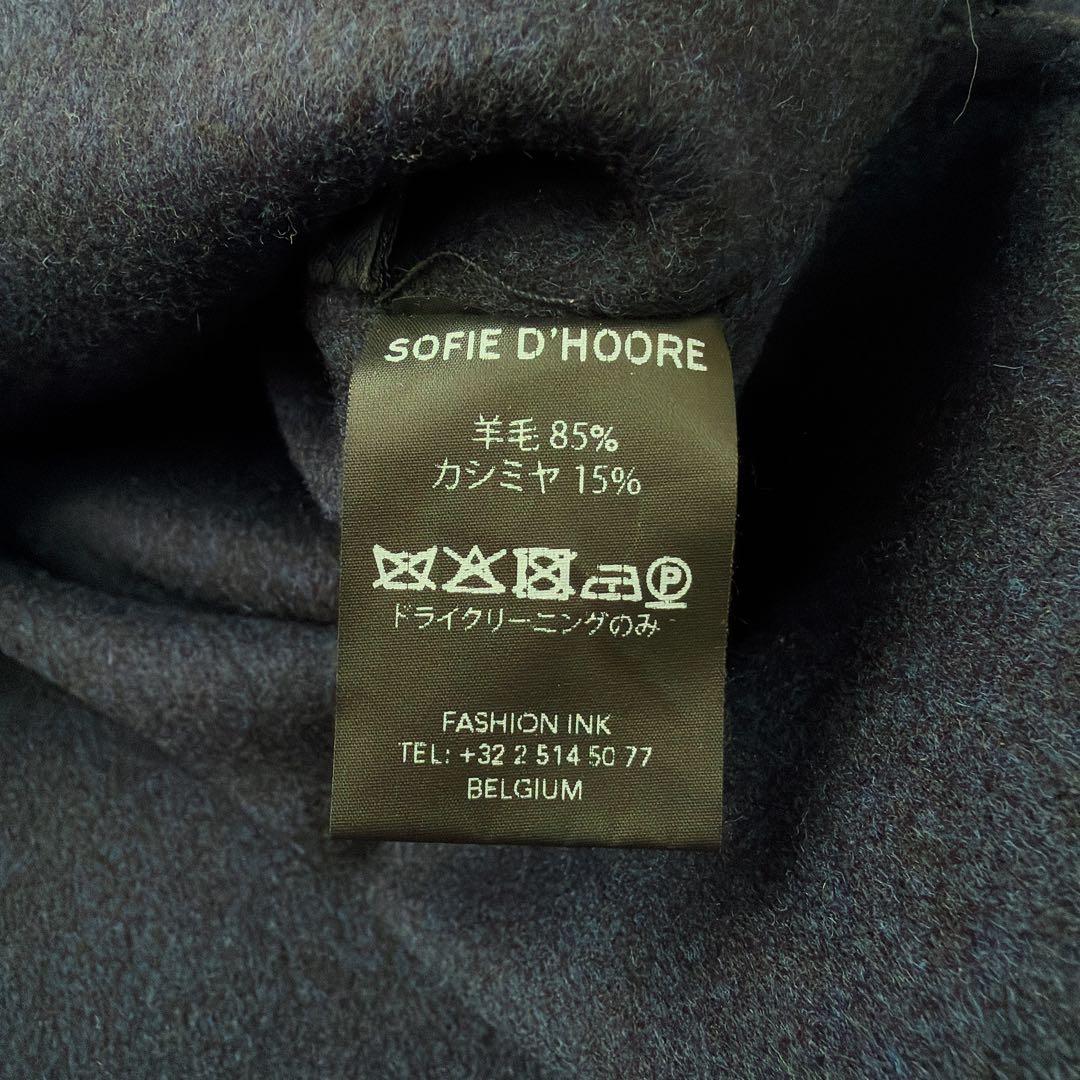 SOFIE D'HOORE
羊毛 85%
カシミヤ 15%
P
ドライクリーニングのみ
FASHION INK
TEL: +32 2 514 50 77
BELGIUM